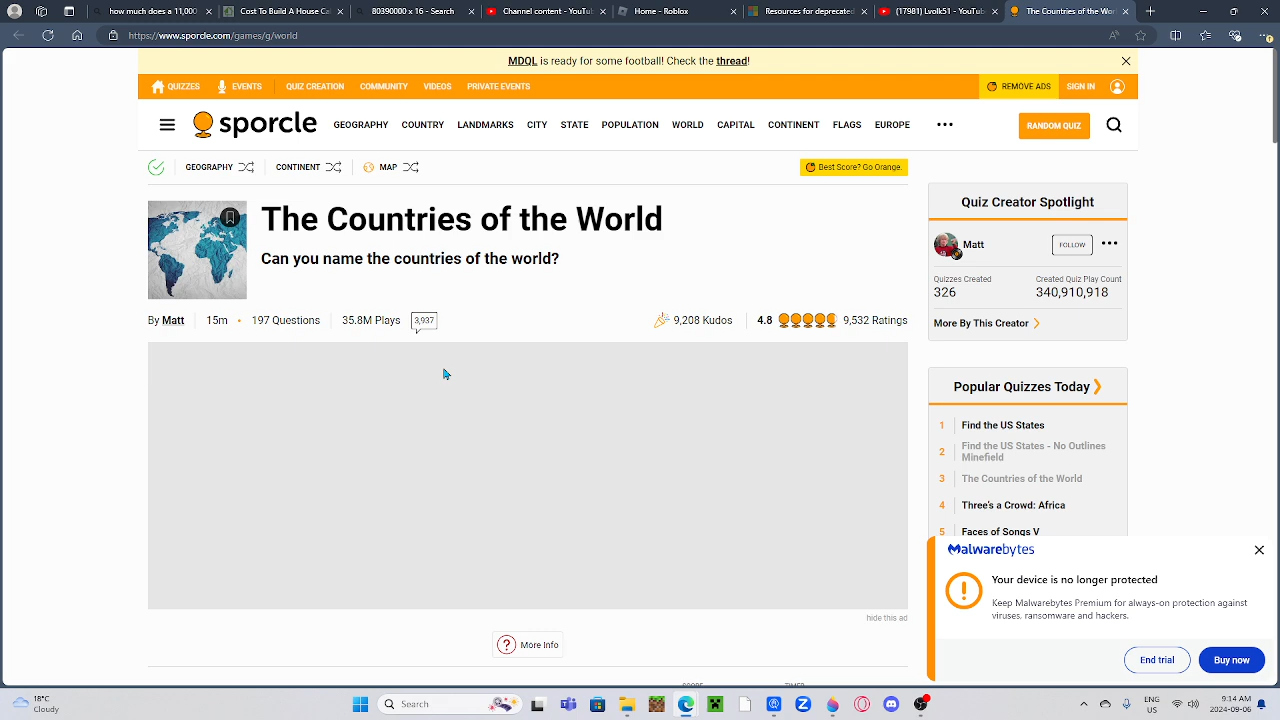 how much does a 11,000
Cost To Build A House Ca
80390000 x 16 - Search
Channel content - YouTube
Home - Roblox
Resources for deprecated
(17981) Lvoik51 - YouTube
The Countries of the Wor
https://www.sporcle.com/games/g/world
MDQL is ready for some football! Check the thread!
QUIZZES EVENTS QUIZ CREATION COMMUNITY VIDEOS PRIVATE EVENTS REMOVE ADS SIGN IN
sporcle GEOGRAPHY COUNTRY LANDMARKS CITY STATE POPULATION WORLD CAPITAL CONTINENT FLAGS EUROPE ••• RANDOM QUIZ
GEOGRAPHY CONTINENT MAP Best Score? Go Orange.
The Countries of the World
Can you name the countries of the world?
By Matt 15m • 197 Questions 35.8M Plays 3,937 9,208 Kudos 4.8 9,532 Ratings
hide this ad
? More Info
SCORE TIMER
Quiz Creator Spotlight
Matt FOLLOW •••
Quizzes Created Created Quiz Play Count
326 340,910,918
More By This Creator
Popular Quizzes Today
1 Find the US States
2 Find the US States - No Outlines
Minefield
3 The Countries of the World
4 Three's a Crowd: Africa
5 Faces of Songs V
Malwarebytes
Your device is no longer protected
Keep Malwarebytes Premium for always-on protection against
viruses, ransomware and hackers.
End trial Buy now
18°C
Cloudy
Search
ENG
US
9:14:44 AM
2024-09-06